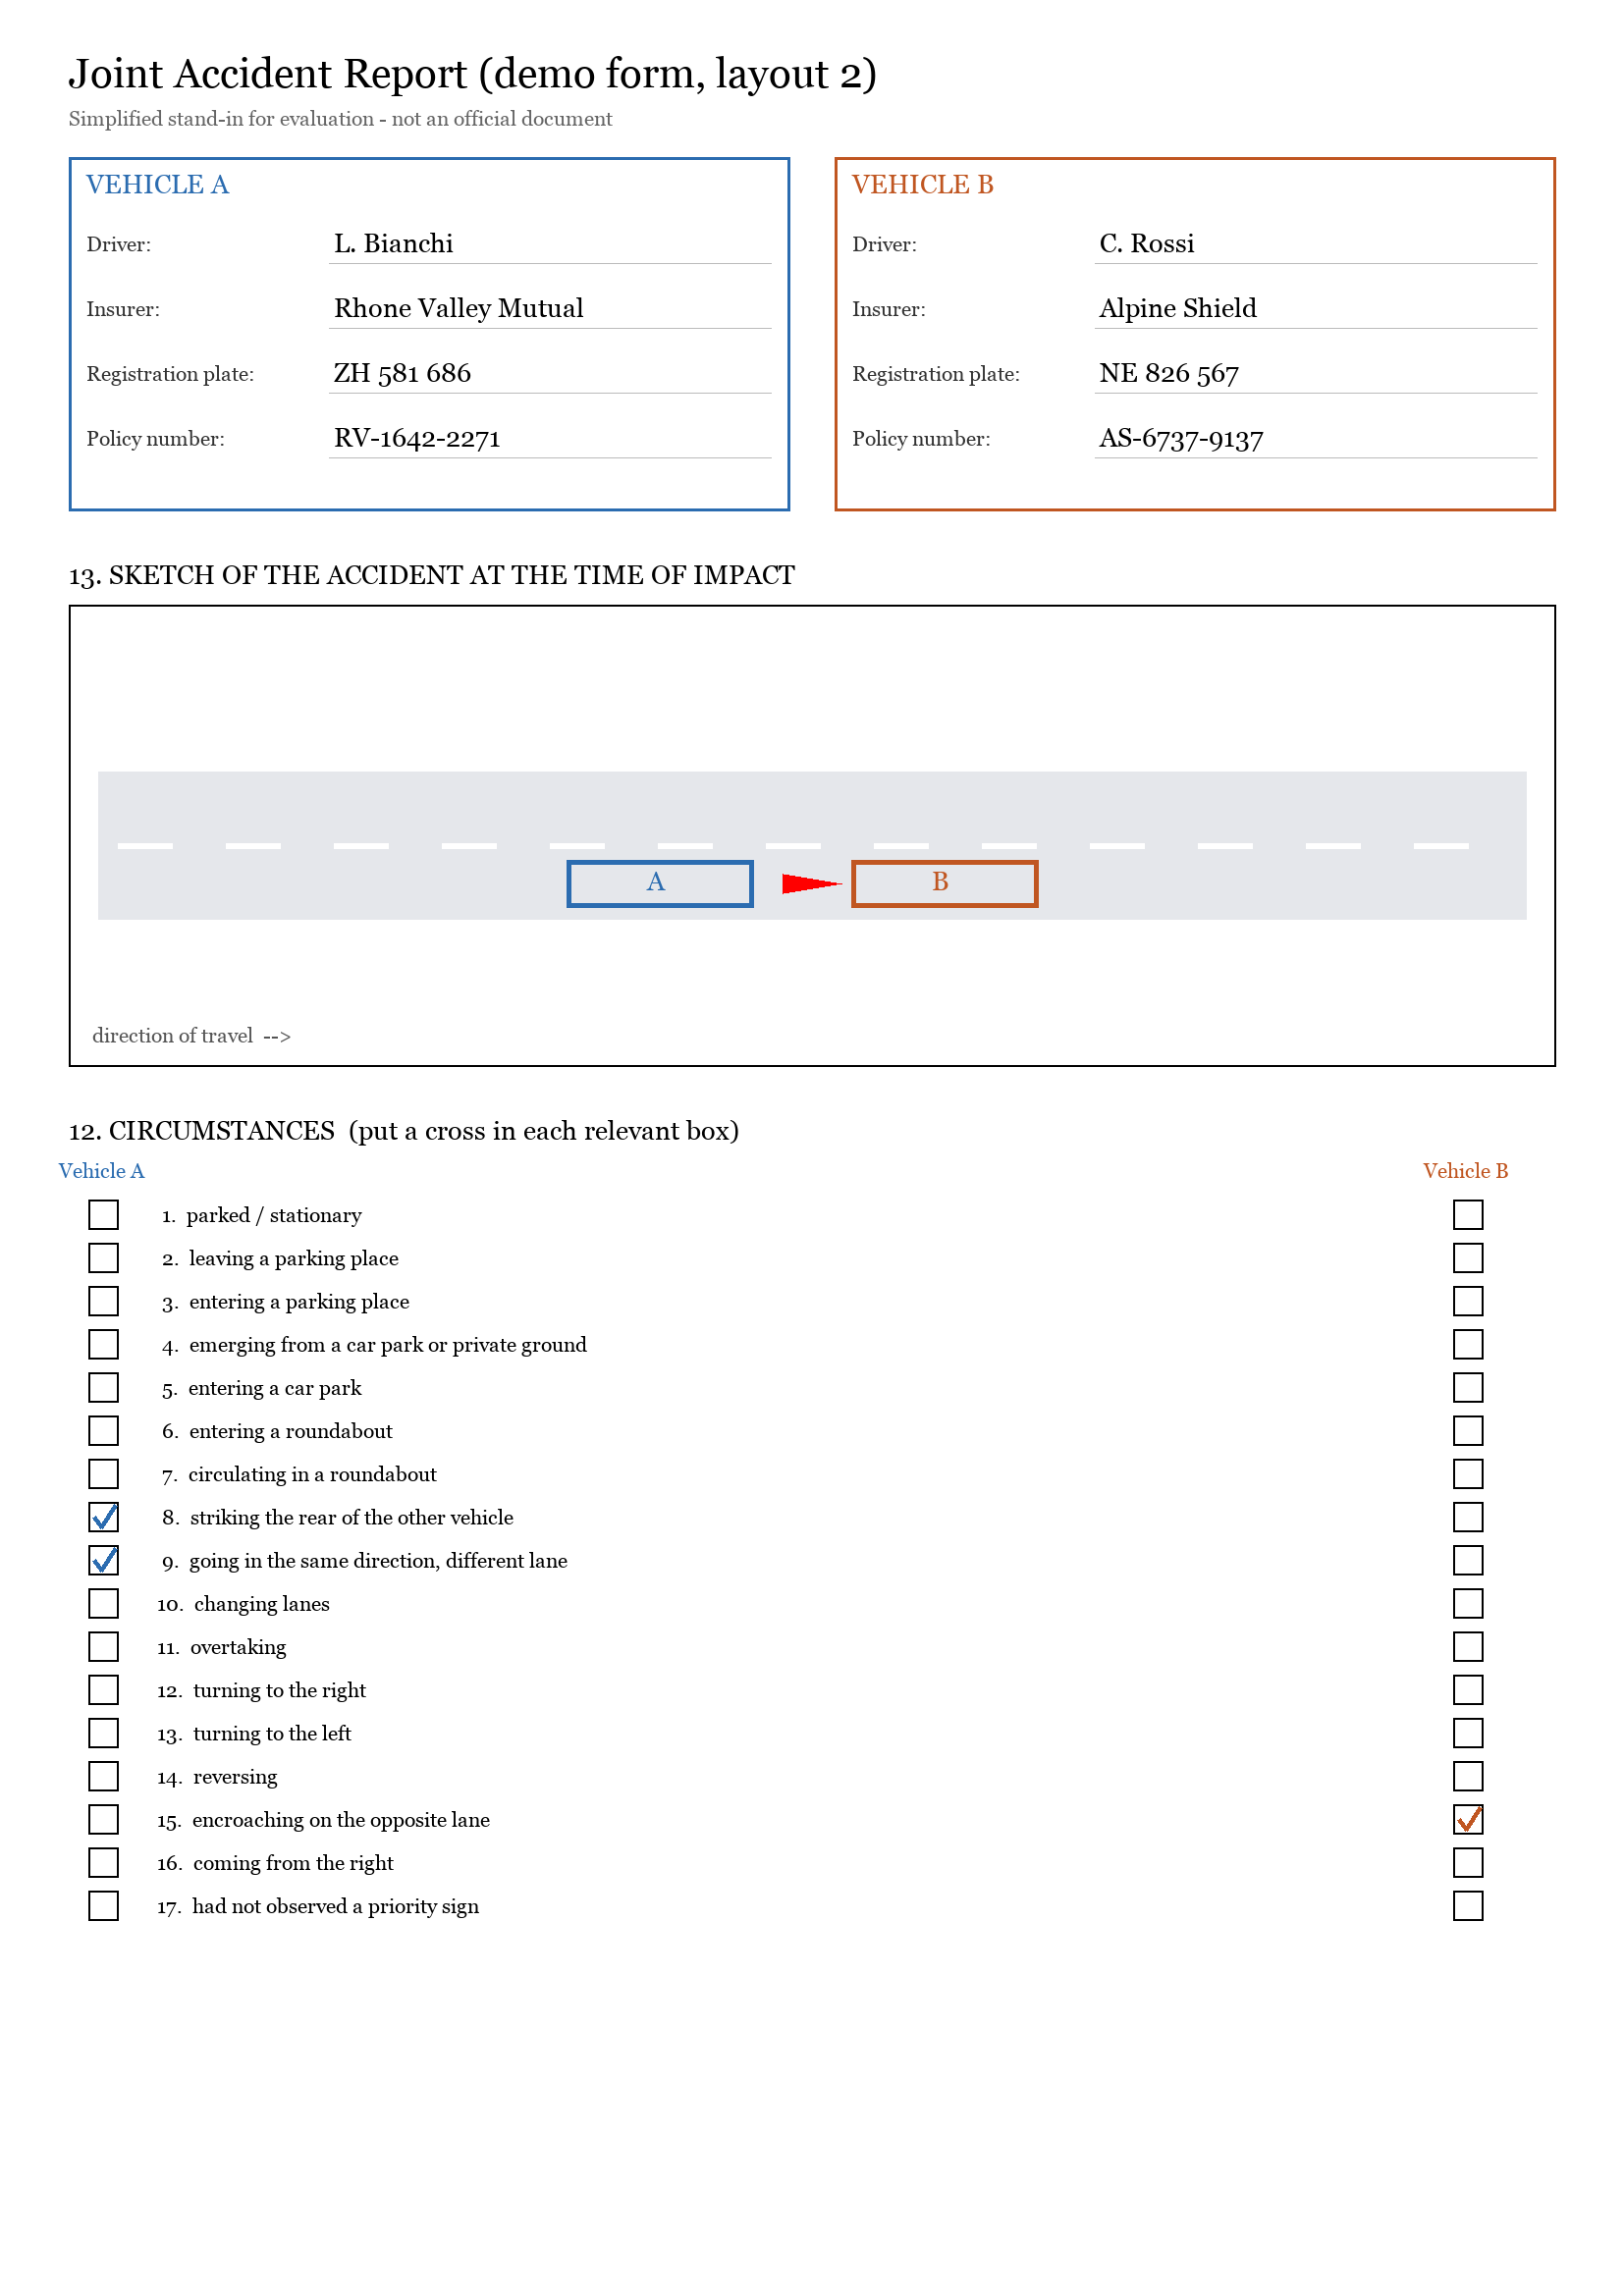 Joint Accident Report (demo form, layout 2)
Simplified stand-in for evaluation - not an official document
VEHICLE A
Driver: L. Bianchi
Insurer: Rhone Valley Mutual
Registration plate: ZH 581 686
Policy number: RV-1642-2271
VEHICLE B
Driver: C. Rossi
Insurer: Alpine Shield
Registration plate: NE 826 567
Policy number: AS-6737-9137
13. SKETCH OF THE ACCIDENT AT THE TIME OF IMPACT
A
B
direction of travel -->
12. CIRCUMSTANCES (put a cross in each relevant box)
Vehicle A
Vehicle B
1. parked / stationary
2. leaving a parking place
3. entering a parking place
4. emerging from a car park or private ground
5. entering a car park
6. entering a roundabout
7. circulating in a roundabout
8. striking the rear of the other vehicle
9. going in the same direction, different lane
10. changing lanes
11. overtaking
12. turning to the right
13. turning to the left
14. reversing
15. encroaching on the opposite lane
16. coming from the right
17. had not observed a priority sign